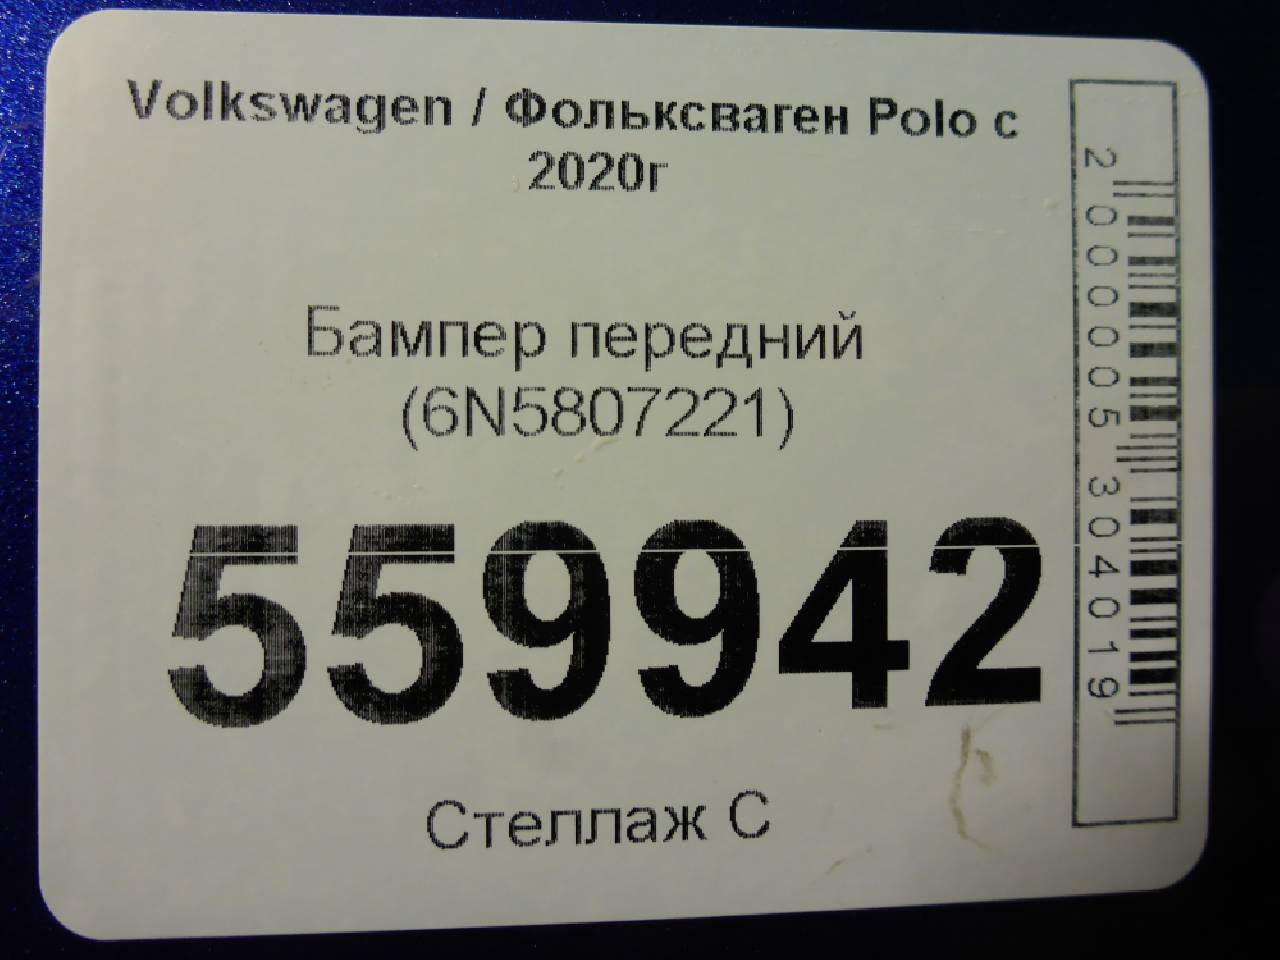 Volkswagen / Фольксваген Polo с
2020г
Бампер передний
(6N5807221)
559942
Стеллаж С
2000005304019